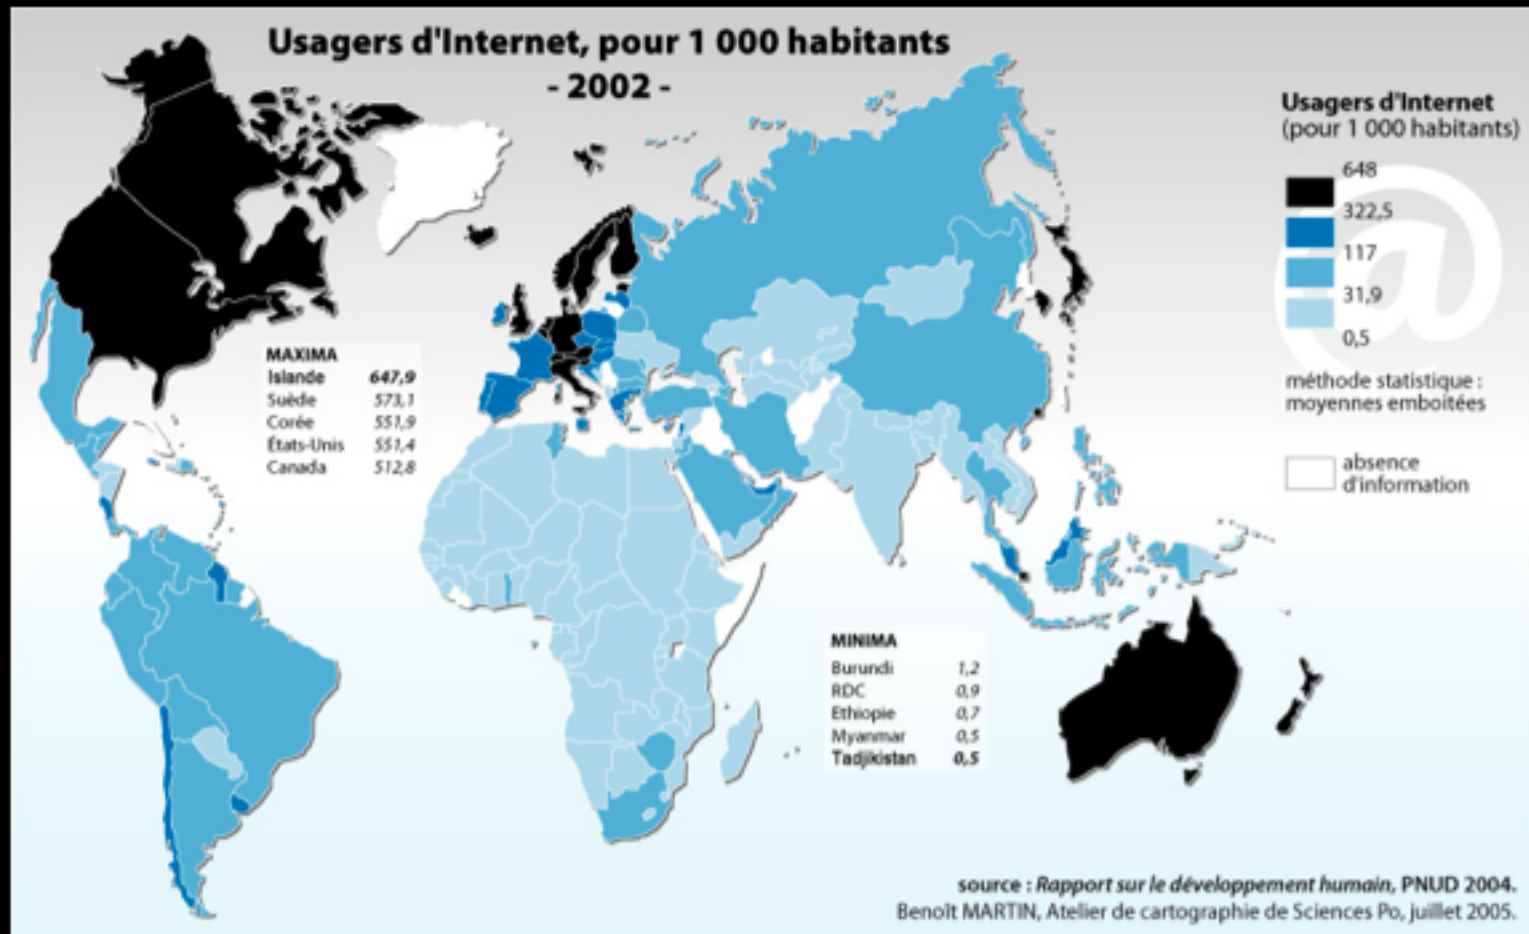 Usagers d'Internet, pour 1 000 habitants
- 2002 -
Usagers d'Internet
(pour 1 000 habitants)
648
322,5
117
31,9
0,5
méthode statistique :
moyennes emboitées
absence
d'information
MAXIMA
Islande 647,9
Suède 573,1
Corée 551,9
États-Unis 551,4
Canada 512,8
MINIMA
Burundi 1,2
RDC 0,9
Ethiopie 0,7
Myanmar 0,5
Tadjikistan 0,5
source : Rapport sur le développement humain, PNUD 2004.
Benoît MARTIN, Atelier de cartographie de Sciences Po, juillet 2005.